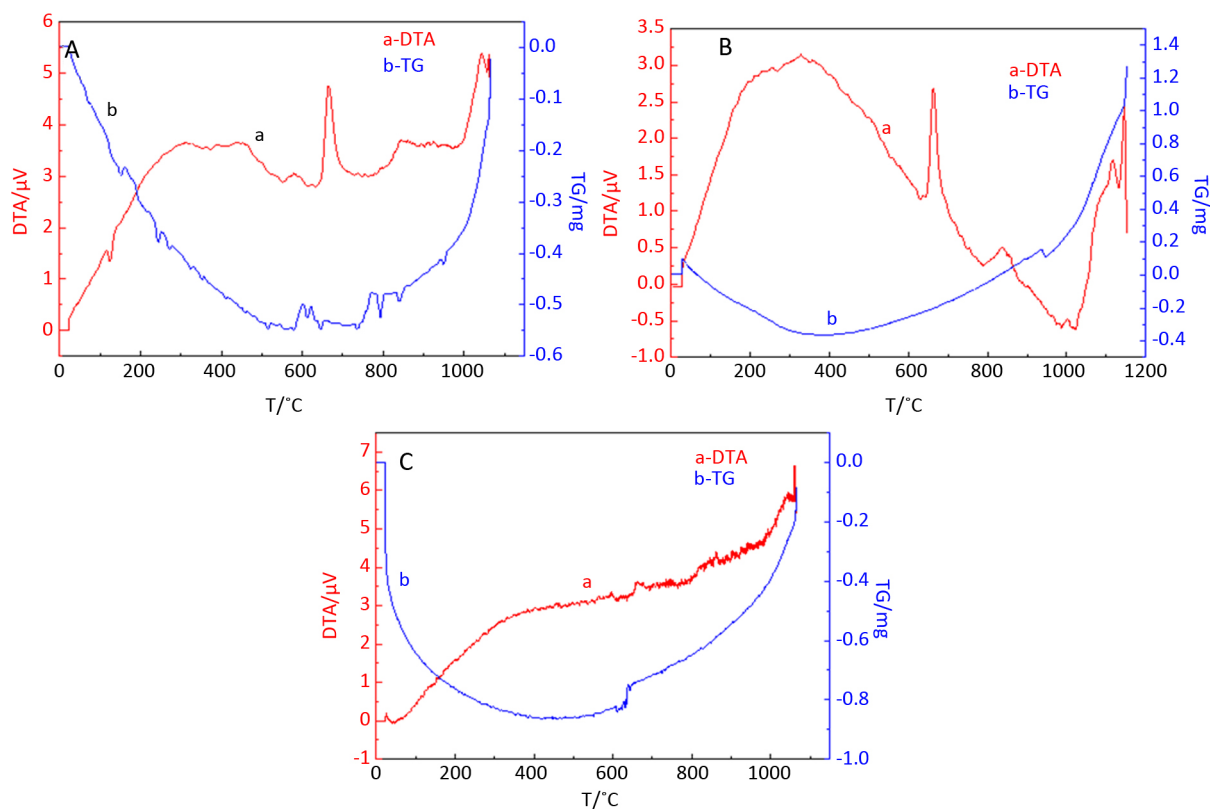 A
a-DTA
b-TG
b
a
6
5
4
3
2
1
0
DTA/µV
0.0
-0.1
-0.2
-0.3
-0.4
-0.5
-0.6
TG/mg
0 200 400 600 800 1000
T/°C
B
a-DTA
b-TG
a
b
3.5
3.0
2.5
2.0
1.5
1.0
0.5
0.0
-0.5
-1.0
DTA/µV
1.4
1.2
1.0
0.8
0.6
0.4
0.2
0.0
-0.2
-0.4
TG/mg
0 200 400 600 800 1000 1200
T/°C
C
a-DTA
b-TG
b
a
7
6
5
4
3
2
1
0
-1
DTA/µV
0.0
-0.2
-0.4
-0.6
-0.8
-1.0
TG/mg
0 200 400 600 800 1000
T/°C